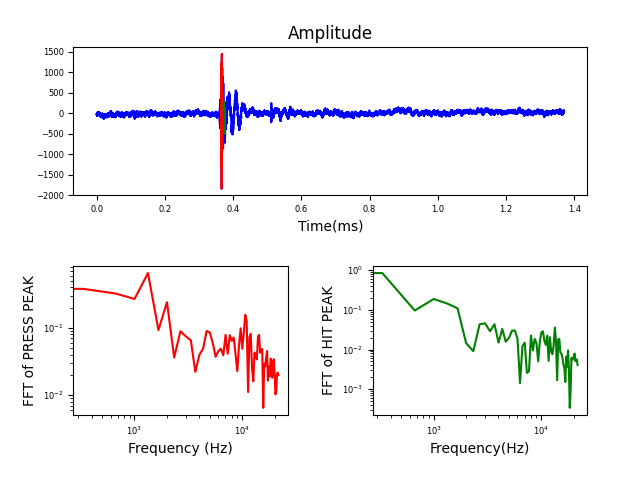 Amplitude
1500
1000
500
0
−500
−1000
−1500
−2000
0.0 0.2 0.4 0.6 0.8 1.0 1.2 1.4
Time(ms)
FFT of PRESS PEAK
10⁻¹
10⁻²
10³ 10⁴
Frequency (Hz)
FFT of HIT PEAK
10⁰
10⁻¹
10⁻²
10⁻³
10³ 10⁴
Frequency(Hz)